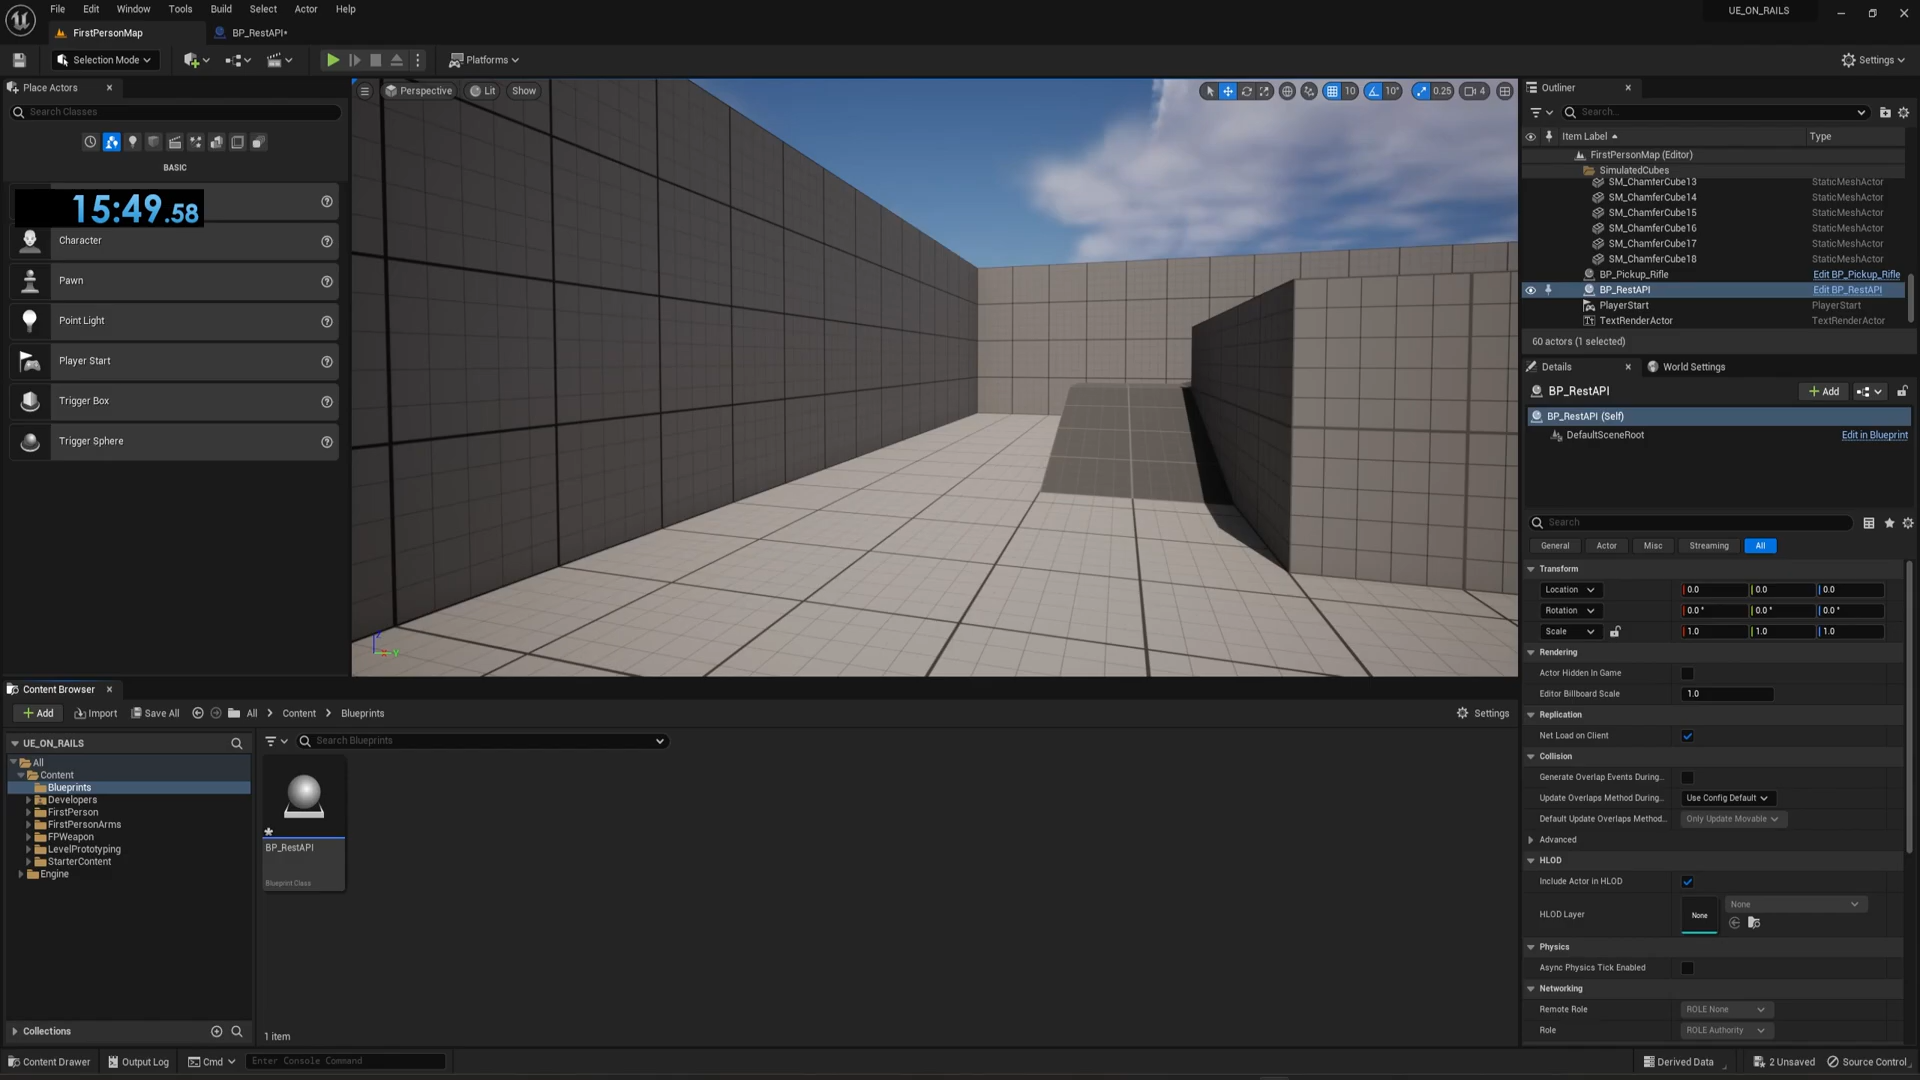 File Edit Window Tools Build Select Actor Help
UE_ON_RAILS
FirstPersonMap
BP_RestAPI•
Selection Mode
Platforms
Settings
Place Actors
Search Classes
BASIC
15:49.58
Character
Pawn
Point Light
Player Start
Trigger Box
Trigger Sphere
Perspective Lit Show
10 10° 0.25 4
Outliner
Search...
Item Label Type
FirstPersonMap (Editor)
SimulatedCubes
SM_ChamferCube13 StaticMeshActor
SM_ChamferCube14 StaticMeshActor
SM_ChamferCube15 StaticMeshActor
SM_ChamferCube16 StaticMeshActor
SM_ChamferCube17 StaticMeshActor
SM_ChamferCube18 StaticMeshActor
BP_Pickup_Rifle Edit BP_Pickup_Rifle
BP_RestAPI Edit BP_RestAPI
PlayerStart PlayerStart
TextRenderActor TextRenderActor
60 actors (1 selected)
Details World Settings
BP_RestAPI Add
BP_RestAPI (Self)
DefaultSceneRoot Edit in Blueprint
Search
General Actor Misc Streaming All
Transform
Location 0.0 0.0 0.0
Rotation 0.0° 0.0° 0.0°
Scale 1.0 1.0 1.0
Rendering
Actor Hidden In Game
Editor Billboard Scale 1.0
Replication
Net Load on Client
Collision
Generate Overlap Events During...
Update Overlaps Method During... Use Config Default
Default Update Overlaps Method... Only Update Movable
Advanced
HLOD
Include Actor in HLOD
HLOD Layer None None
Physics
Async Physics Tick Enabled
Networking
Remote Role ROLE None
Role ROLE Authority
Content Browser
Add Import Save All All Content Blueprints Settings
UE_ON_RAILS
Search Blueprints
All
Content
Blueprints
Developers
FirstPerson
FirstPersonArms
FPWeapon
LevelPrototyping
StarterContent
Engine
BP_RestAPI
Blueprint Class
Collections
1 item
Content Drawer Output Log Cmd Enter Console Command
Derived Data 2 Unsaved Source Control